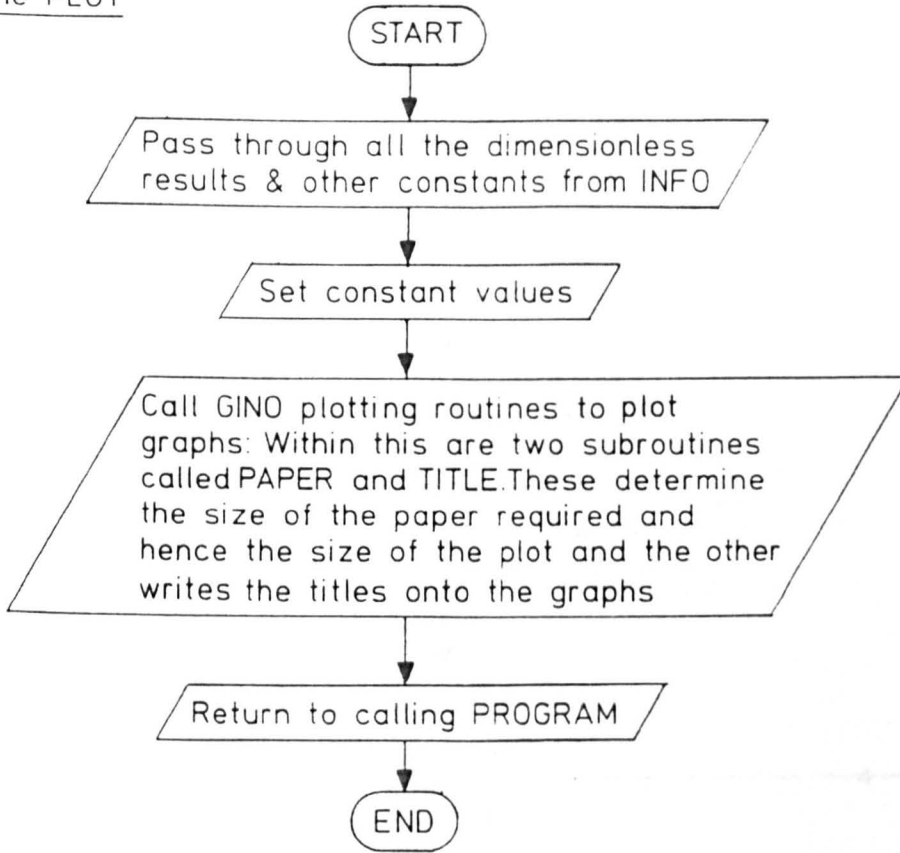 PLOT
START
Pass through all the dimensionless
results & other constants from INFO
Set constant values
Call GINO plotting routines to plot
graphs: Within this are two subroutines
called PAPER and TITLE.These determine
the size of the paper required and
hence the size of the plot and the other
writes the titles onto the graphs
Return to calling PROGRAM
END